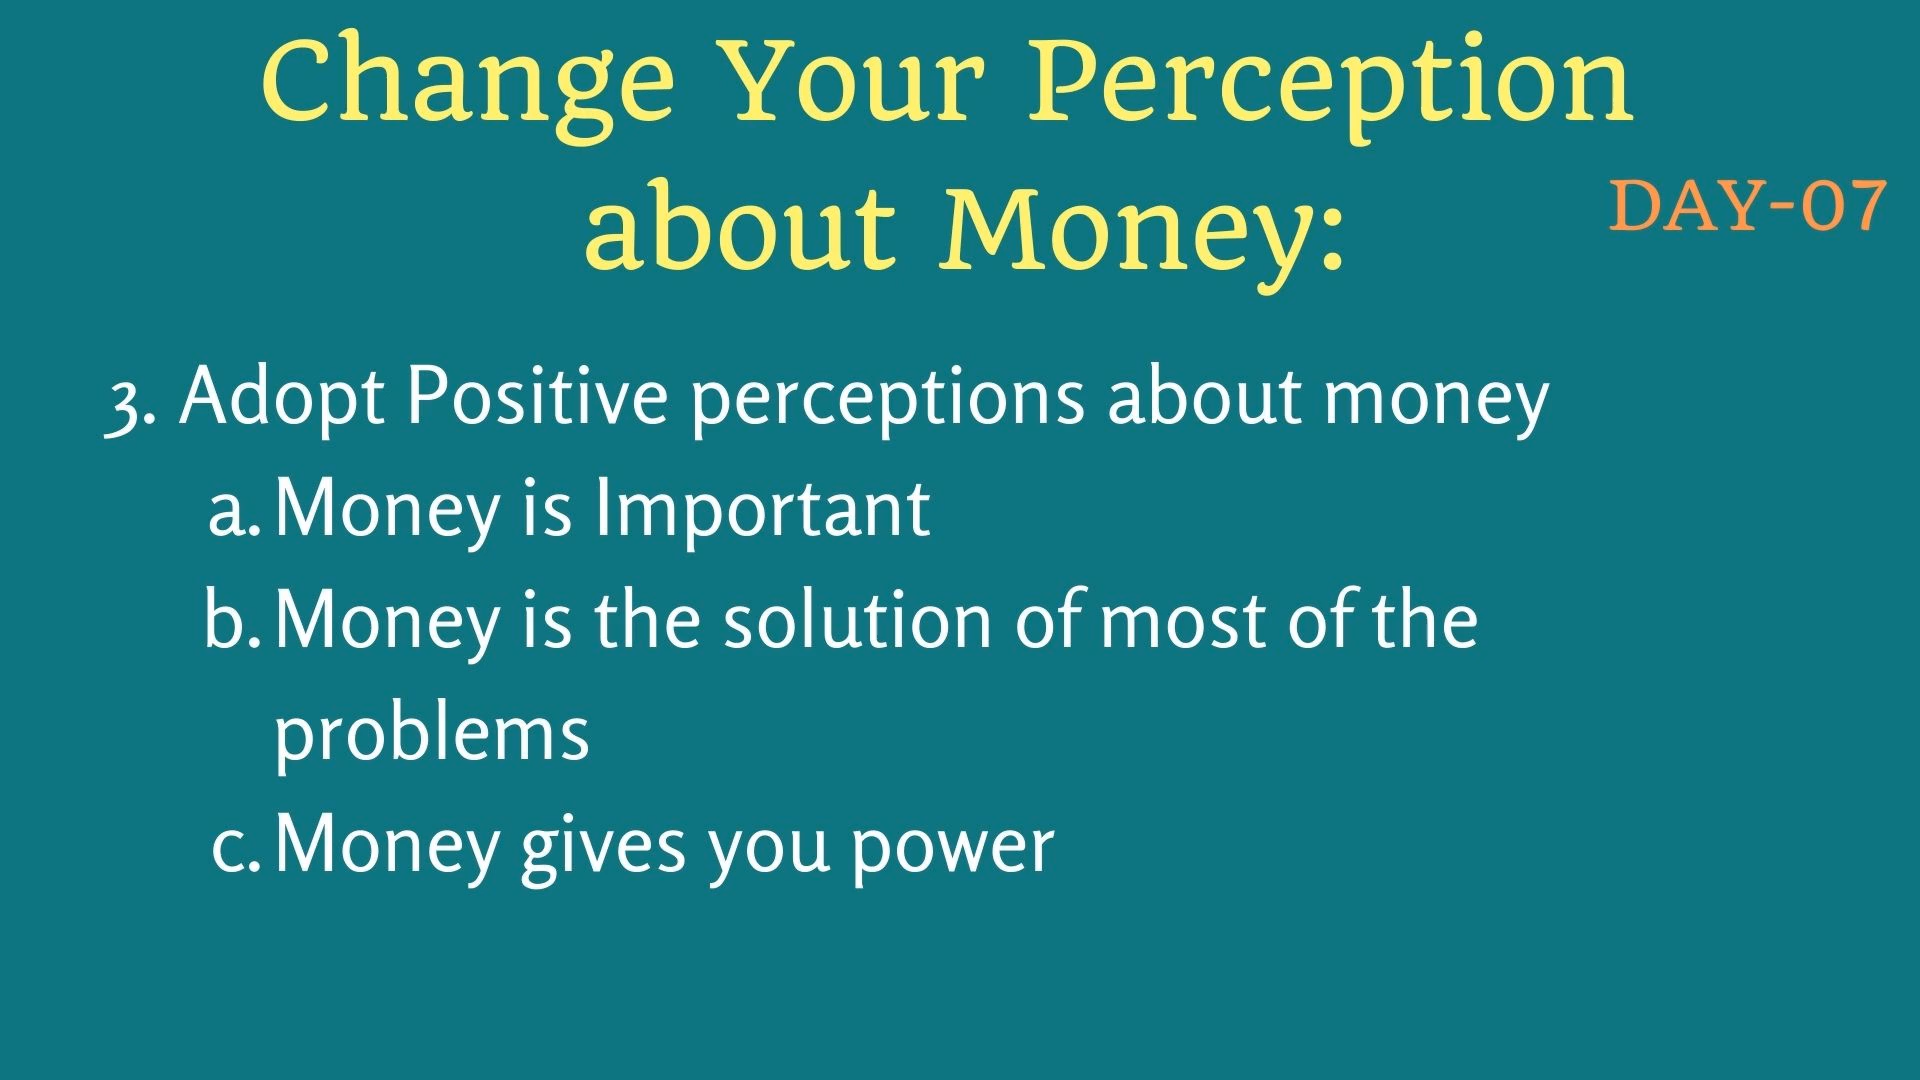 Change Your Perception
about Money:
DAY-07
3. Adopt Positive perceptions about money
a. Money is Important
b. Money is the solution of most of the
problems
c. Money gives you power